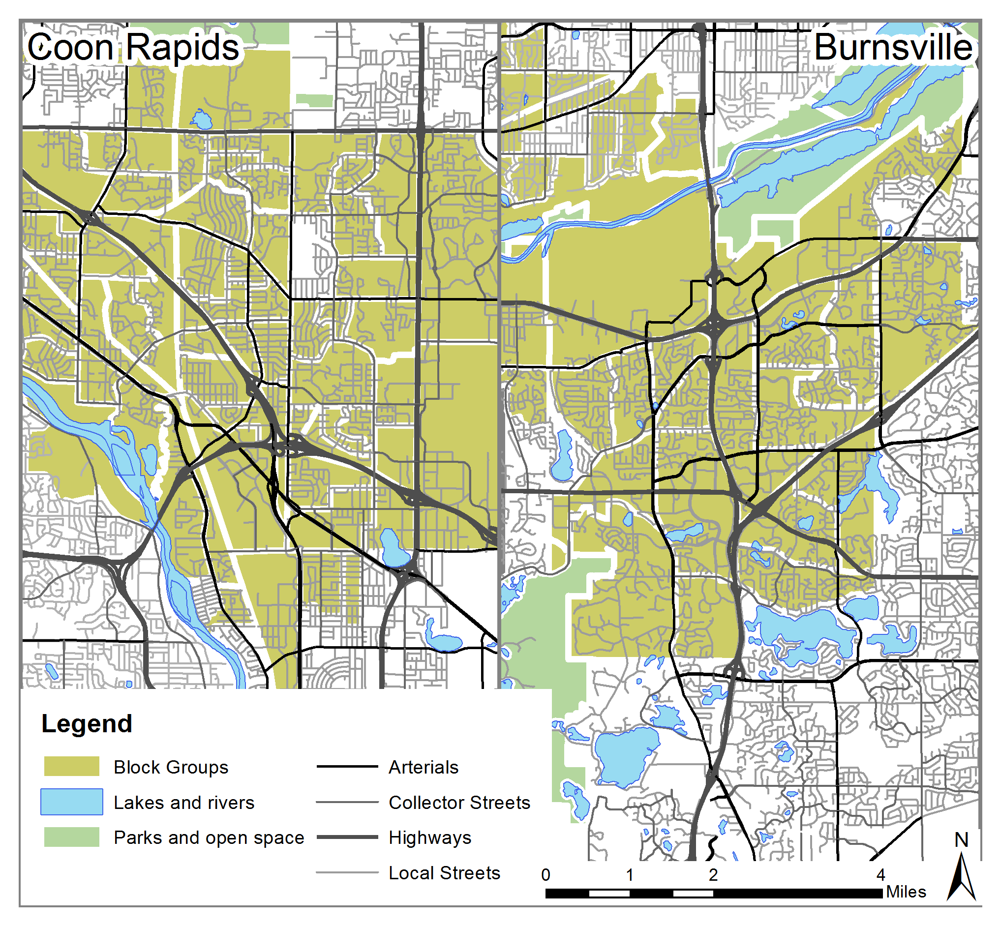 Coon Rapids
Burnsville
Legend
Block Groups
Lakes and rivers
Parks and open space
Arterials
Collector Streets
Highways
Local Streets
0 1 2 4
Miles
N